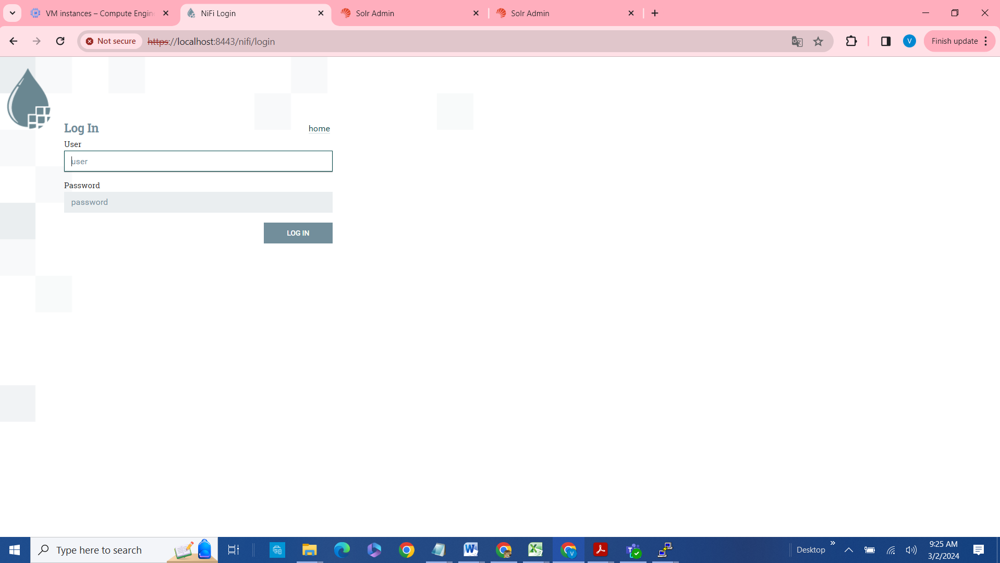 VM instances – Compute Engin
NiFi Login
Solr Admin
Solr Admin
Not secure
https://localhost:8443/nifi/login
Finish update
V
Log In
home
User
user
Password
password
LOG IN
Type here to search
Desktop
9:25 AM
3/2/2024